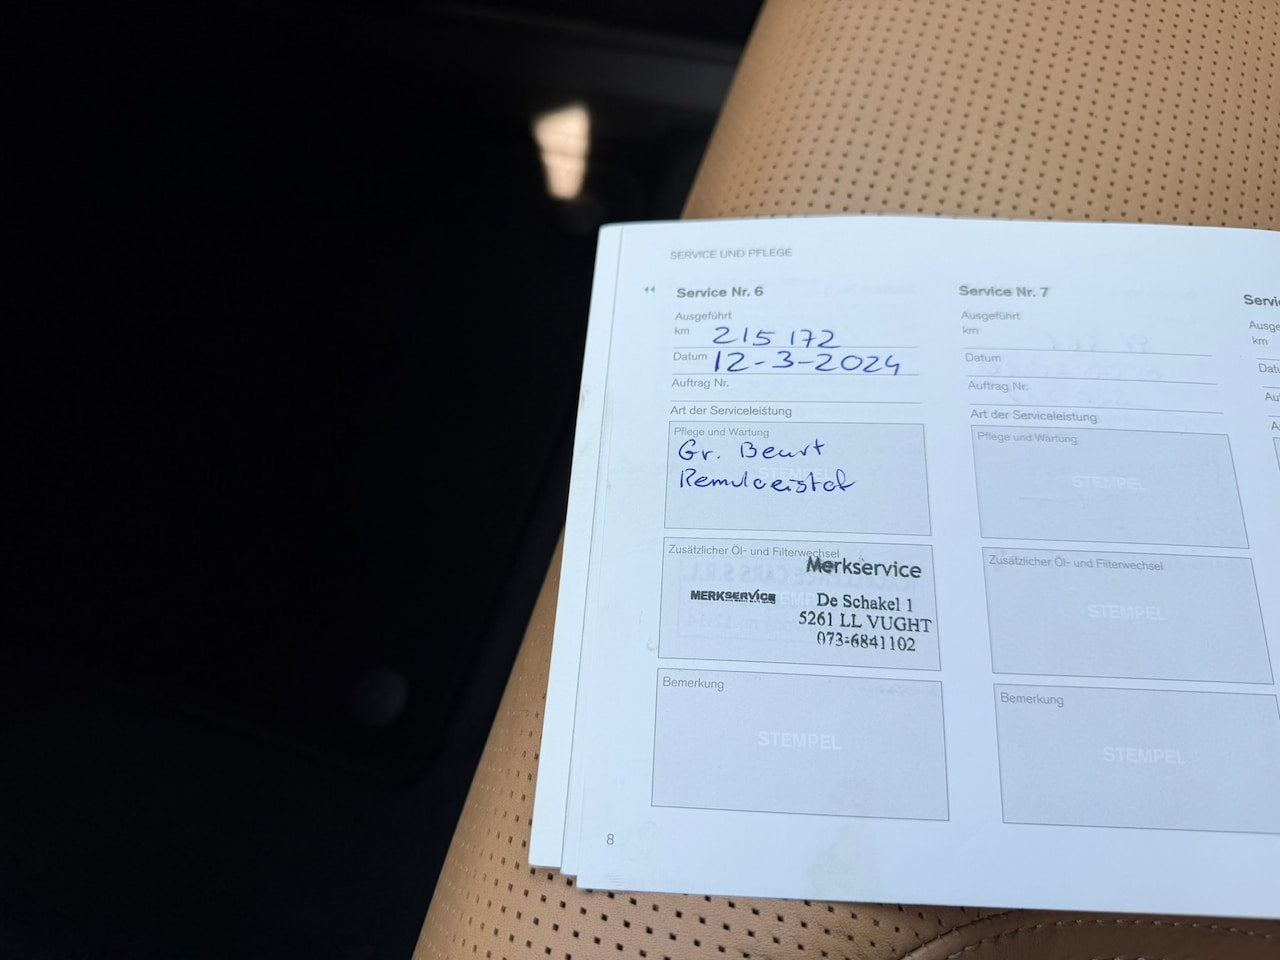 SERVICE UND PFLEGE
Service Nr. 6
Ausgeführt
km 215 172
Datum 12-3-2024
Auftrag Nr.
Art der Serviceleistung
Pflege und Wartung
Gr. Beurt
Remvloeistof
Zusätzlicher Öl- und Filterwechsel
Merkservice
MERKSERVICE
De Schakel 1
5261 LL VUGHT
073-6841102
Bemerkung
STEMPEL
8
Service Nr. 7
Ausgeführt
km
Datum
Auftrag Nr.
Art der Serviceleistung
Pflege und Wartung
STEMPEL
Zusätzlicher Öl- und Filterwechsel
STEMPEL
Bemerkung
STEMPEL
km